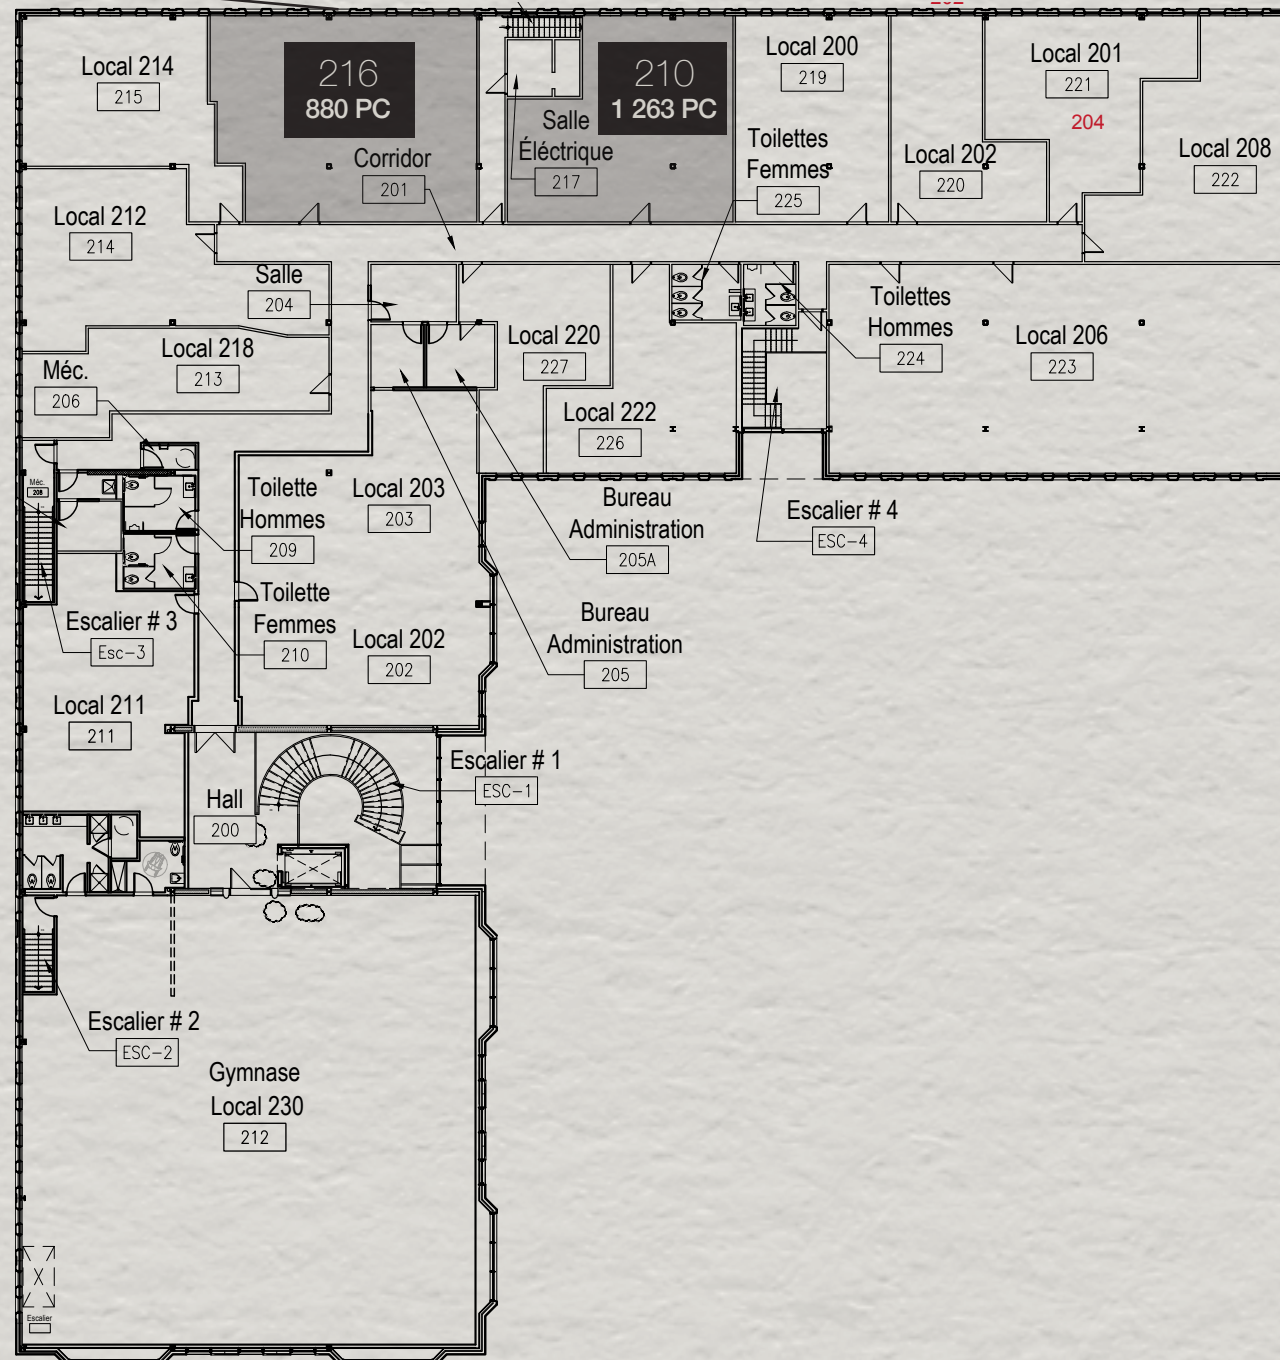 Local 214
215
216
880 PC
210
1 263 PC
Local 200
219
Local 201
221
204
Salle
Éléctrique
217
Toilettes
Femmes
225
Corridor
201
Local 202
220
Local 208
222
Local 212
214
Salle
204
Toilettes
Hommes
224
Local 206
223
Local 218
213
Local 220
227
Méc.
206
Local 222
226
Méc.
208
Toilette
Hommes
209
Local 203
203
Bureau
Administration
205A
Escalier # 4
ESC-4
Escalier # 3
Esc-3
Toilette
Femmes
210
Local 202
202
Bureau
Administration
205
Local 211
211
Escalier # 1
ESC-1
Hall
200
Escalier # 2
ESC-2
Gymnase
Local 230
212
Escalier